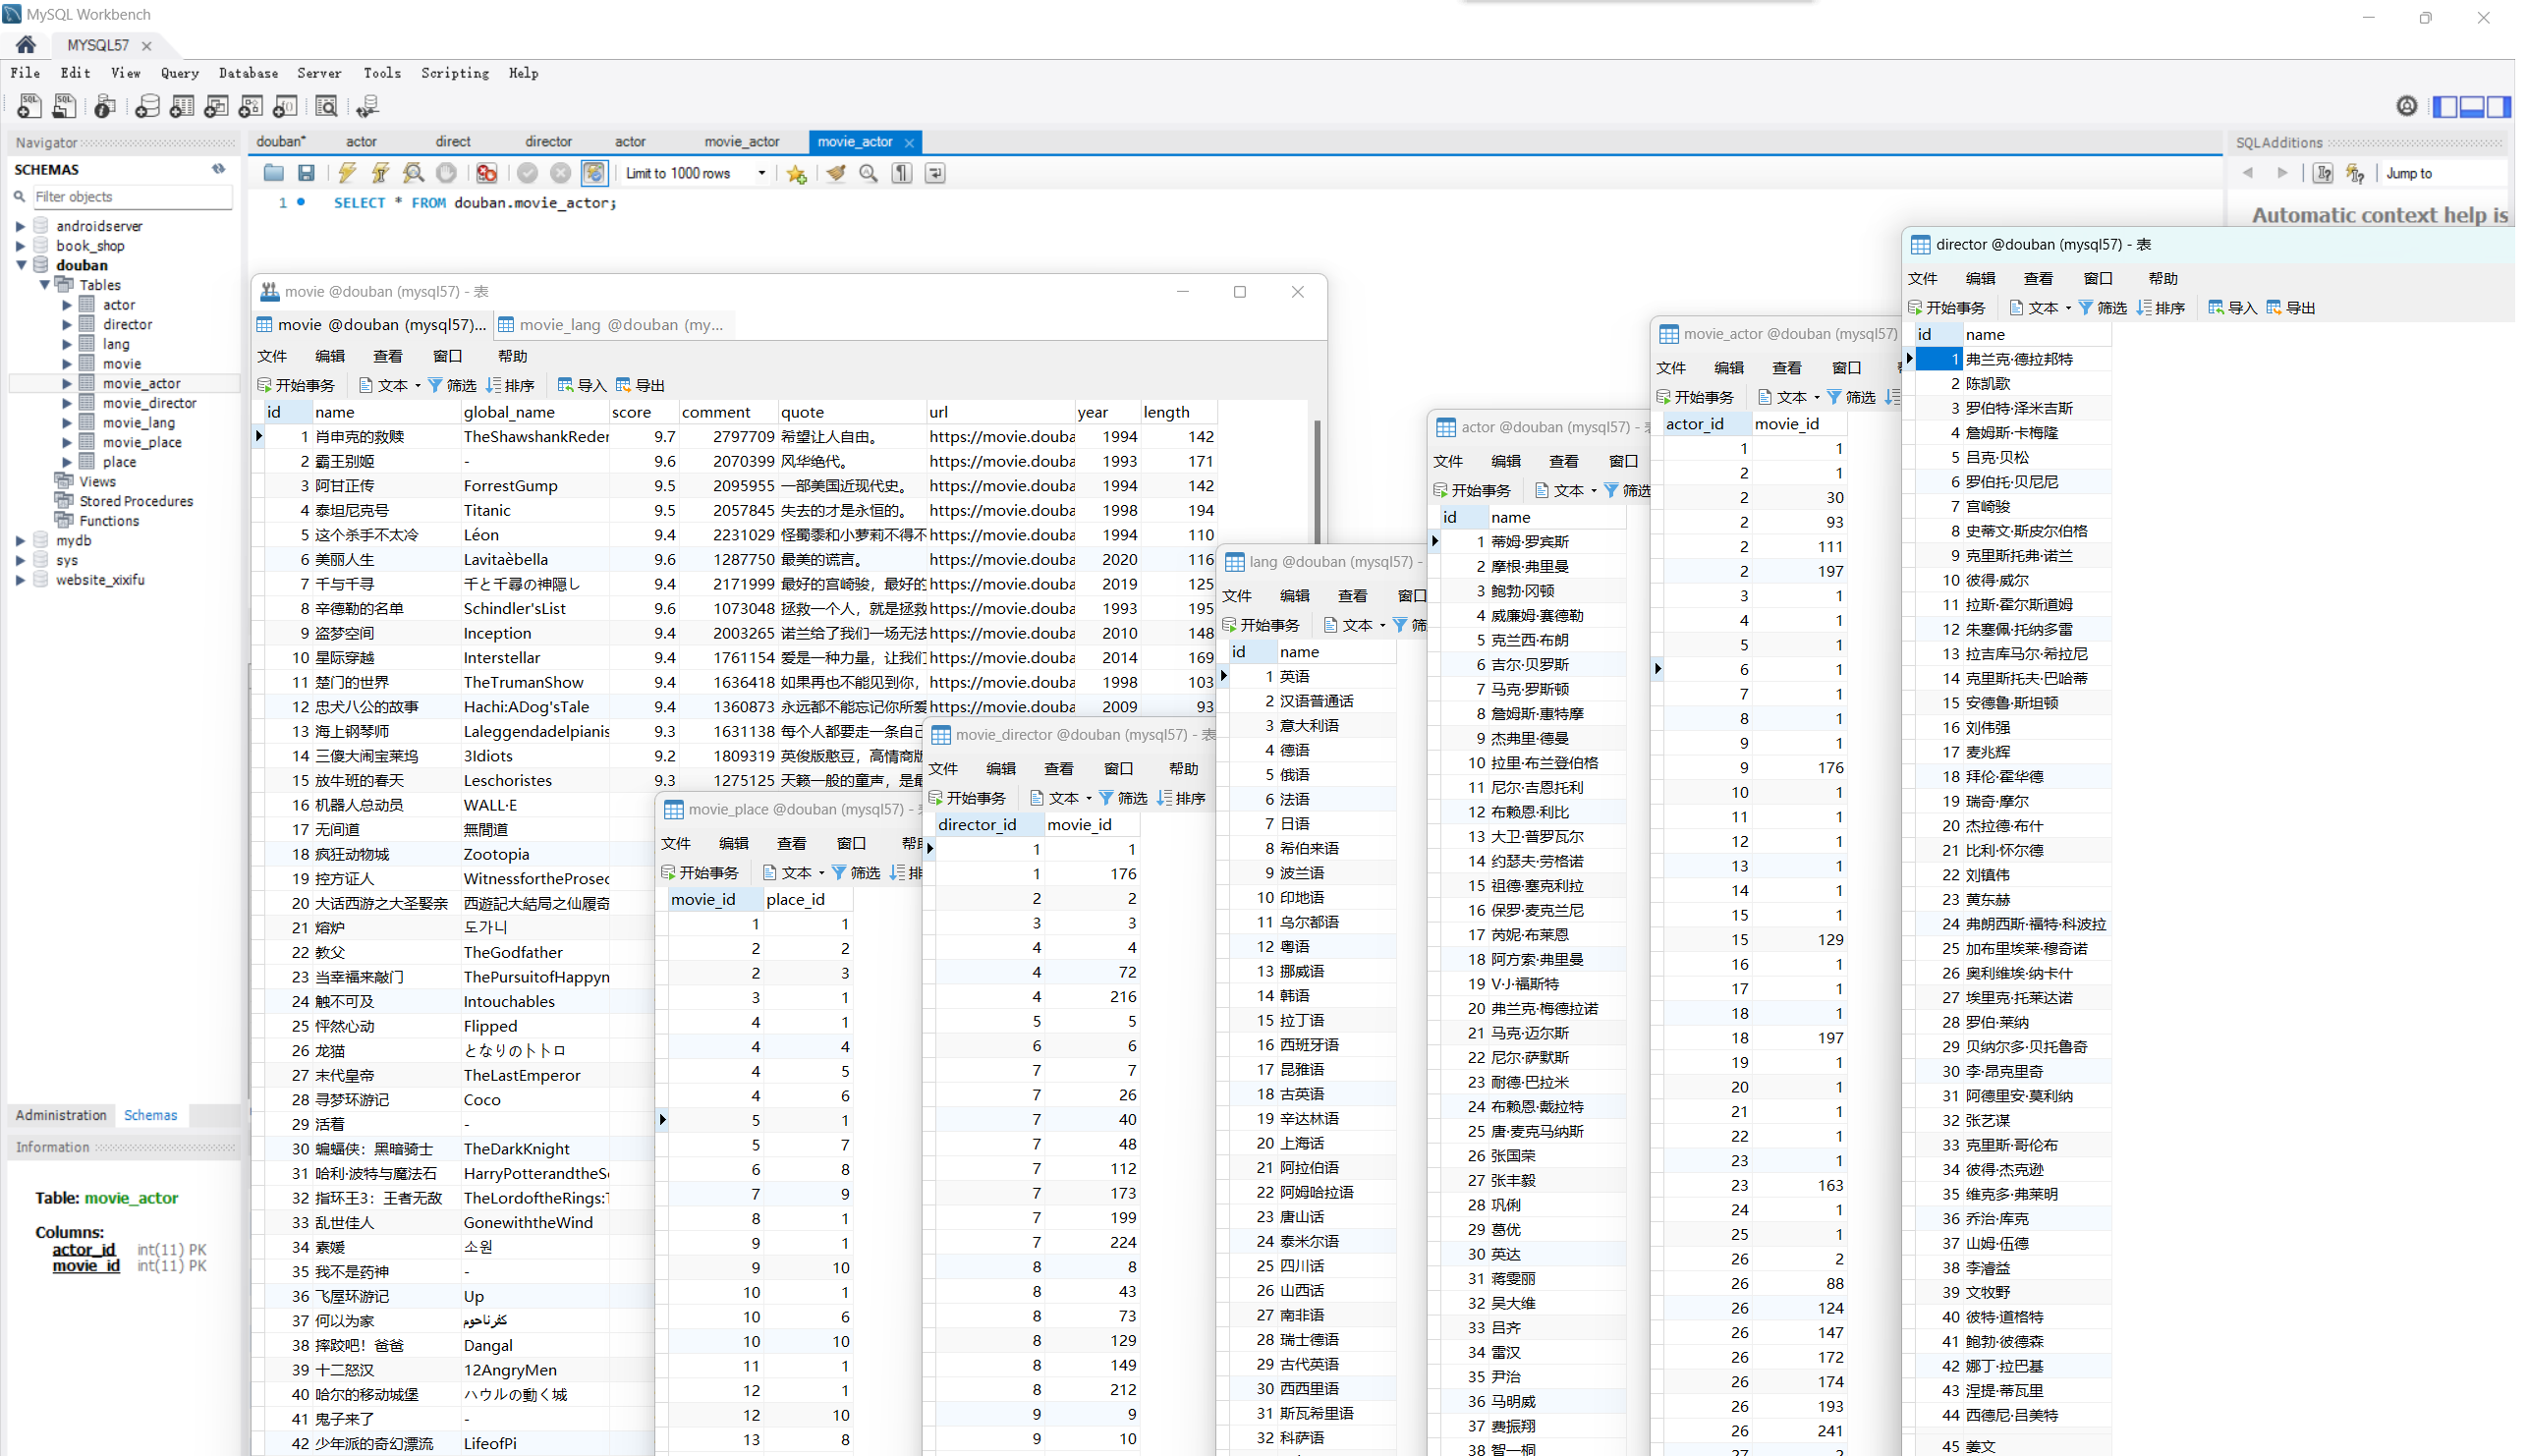 MySQL Workbench
MYSQL57
File Edit View Query Database Server Tools Scripting Help
Navigator
SCHEMAS
Filter objects
androidserver
book_shop
douban
Tables
actor
director
lang
movie
movie_actor
movie_director
movie_lang
movie_place
place
Views
Stored Procedures
Functions
mydb
sys
website_xixifu
Administration Schemas
Information
Table: movie_actor
Columns:
actor_id int(11) PK
movie_id int(11) PK
douban* actor direct director actor movie_actor movie_actor
Limit to 1000 rows
1 SELECT * FROM douban.movie_actor;
SQLAdditions
Jump to
Automatic context help is
movie @douban (mysql57) - 表
movie @douban (mysql57)... movie_lang @douban (my...
文件 编辑 查看 窗口 帮助
开始事务 文本 筛选 排序 导入 导出
id name global_name score comment quote url year length
1 肖申克的救赎 TheShawshankReder 9.7 2797709 希望让人自由。 https://movie.douba 1994 142
2 霸王别姬 - 9.6 2070399 风华绝代。 https://movie.douba 1993 171
3 阿甘正传 ForrestGump 9.5 2095955 一部美国近现代史。 https://movie.douba 1994 142
4 泰坦尼克号 Titanic 9.5 2057845 失去的才是永恒的。 https://movie.douba 1998 194
5 这个杀手不太冷 Léon 9.4 2231029 怪蜀黍和小萝莉不得不 https://movie.douba 1994 110
6 美丽人生 Lavitaèbella 9.6 1287750 最美的谎言。 https://movie.douba 2020 116
7 千与千寻 千と千尋の神隠し 9.4 2171999 最好的宫崎骏，最好的 https://movie.douba 2019 125
8 辛德勒的名单 Schindler'sList 9.6 1073048 拯救一个人，就是拯救 https://movie.douba 1993 195
9 盗梦空间 Inception 9.4 2003265 诺兰给了我们一场无法 https://movie.douba 2010 148
10 星际穿越 Interstellar 9.4 1761154 爱是一种力量，让我们 https://movie.douba 2014 169
11 楚门的世界 TheTrumanShow 9.4 1636418 如果再也不能见到你， https://movie.douba 1998 103
12 忠犬八公的故事 Hachi:ADog'sTale 9.4 1360873 永远都不能忘记你所爱 https://movie.douba 2009 93
13 海上钢琴师 Laleggendadelpianis 9.3 1631138 每个人都要走一条自己
14 三傻大闹宝莱坞 3Idiots 9.2 1809319 英俊版憨豆，高情商版
15 放牛班的春天 Leschoristes 9.3 1275125 天籁一般的童声，是最
16 机器人总动员 WALL·E
17 无间道 無間道
18 疯狂动物城 Zootopia
19 控方证人 WitnessfortheProsec
20 大话西游之大圣娶亲 西遊記大結局之仙履奇
21 熔炉 도가니
22 教父 TheGodfather
23 当幸福来敲门 ThePursuitofHappyn
24 触不可及 Intouchables
25 怦然心动 Flipped
26 龙猫 となりのトトロ
27 末代皇帝 TheLastEmperor
28 寻梦环游记 Coco
29 活着 -
30 蝙蝠侠：黑暗骑士 TheDarkKnight
31 哈利·波特与魔法石 HarryPotterandtheSo
32 指环王3：王者无敌 TheLordoftheRings:T
33 乱世佳人 GonewiththeWind
34 素媛 소원
35 我不是药神 -
36 飞屋环游记 Up
37 何以为家 كفرناحوم
38 摔跤吧！爸爸 Dangal
39 十二怒汉 12AngryMen
40 哈尔的移动城堡 ハウルの動く城
41 鬼子来了 -
42 少年派的奇幻漂流 LifeofPi
movie_place @douban (mysql57) -
文件 编辑 查看 窗口
开始事务 文本 筛选
movie_id place_id
1 1
2 2
2 3
3 1
4 1
4 4
4 5
4 6
5 1
5 7
6 8
7 9
8 1
9 1
9 10
10 1
10 6
10 10
11 1
12 1
12 10
13 8
movie_director @douban (mysql57) - 表
文件 编辑 查看 窗口 帮助
开始事务 文本 筛选 排序
director_id movie_id
1 1
1 176
2 2
3 3
4 4
4 72
4 216
5 5
6 6
7 7
7 26
7 40
7 48
7 112
7 173
7 199
7 224
8 8
8 43
8 73
8 129
8 149
8 212
9 9
9 10
lang @douban (mysql57) -
文件 编辑 查看 窗口
开始事务 文本 筛
id name
1 英语
2 汉语普通话
3 意大利语
4 德语
5 俄语
6 法语
7 日语
8 希伯来语
9 波兰语
10 印地语
11 乌尔都语
12 粤语
13 挪威语
14 韩语
15 拉丁语
16 西班牙语
17 昆雅语
18 古英语
19 辛达林语
20 上海话
21 阿拉伯语
22 阿姆哈拉语
23 唐山话
24 泰米尔语
25 四川话
26 山西话
27 南非语
28 瑞士德语
29 古代英语
30 西西里语
31 斯瓦希里语
32 科萨语
actor @douban (mysql57) -
文件 编辑 查看 窗口
开始事务 文本 筛选
id name
1 蒂姆·罗宾斯
2 摩根·弗里曼
3 鲍勃·冈顿
4 威廉姆·赛德勒
5 克兰西·布朗
6 吉尔·贝罗斯
7 马克·罗斯顿
8 詹姆斯·惠特摩
9 杰弗里·德曼
10 拉里·布兰登伯格
11 尼尔·吉恩托利
12 布赖恩·利比
13 大卫·普罗瓦尔
14 约瑟夫·劳格诺
15 祖德·塞克利拉
16 保罗·麦克兰尼
17 芮妮·布莱恩
18 阿方索·弗里曼
19 V·J·福斯特
20 弗兰克·梅德拉诺
21 马克·迈尔斯
22 尼尔·萨默斯
23 耐德·巴拉米
24 布赖恩·戴拉特
25 唐·麦克马纳斯
26 张国荣
27 张丰毅
28 巩俐
29 葛优
30 英达
31 蒋雯丽
32 吴大维
33 吕齐
34 雷汉
35 尹治
36 马明威
37 费振翔
38 智一桐
movie_actor @douban (mysql57)
文件 编辑 查看 窗口
开始事务 文本 筛选
actor_id movie_id
1 1
2 1
2 30
2 93
2 111
2 197
3 1
4 1
5 1
6 1
7 1
8 1
9 1
9 176
10 1
11 1
12 1
13 1
14 1
15 1
15 129
16 1
17 1
18 1
18 197
19 1
20 1
21 1
22 1
23 1
23 163
24 1
25 1
26 2
26 88
26 124
26 147
26 172
26 174
26 193
26 241
27 2
director @douban (mysql57) - 表
文件 编辑 查看 窗口 帮助
开始事务 文本 筛选 排序 导入 导出
id name
1 弗兰克·德拉邦特
2 陈凯歌
3 罗伯特·泽米吉斯
4 詹姆斯·卡梅隆
5 吕克·贝松
6 罗伯托·贝尼尼
7 宫崎骏
8 史蒂文·斯皮尔伯格
9 克里斯托弗·诺兰
10 彼得·威尔
11 拉斯·霍尔斯道姆
12 朱塞佩·托纳多雷
13 拉吉库马尔·希拉尼
14 克里斯托夫·巴哈蒂
15 安德鲁·斯坦顿
16 刘伟强
17 麦兆辉
18 拜伦·霍华德
19 瑞奇·摩尔
20 杰拉德·布什
21 比利·怀尔德
22 刘镇伟
23 黄东赫
24 弗朗西斯·福特·科波拉
25 加布里埃莱·穆奇诺
26 奥利维埃·纳卡什
27 埃里克·托莱达诺
28 罗伯·莱纳
29 贝纳尔多·贝托鲁奇
30 李·昂克里奇
31 阿德里安·莫利纳
32 张艺谋
33 克里斯·哥伦布
34 彼得·杰克逊
35 维克多·弗莱明
36 乔治·库克
37 山姆·伍德
38 李濬益
39 文牧野
40 彼特·道格特
41 鲍勃·彼德森
42 娜丁·拉巴基
43 涅提·蒂瓦里
44 西德尼·吕美特
45 姜文